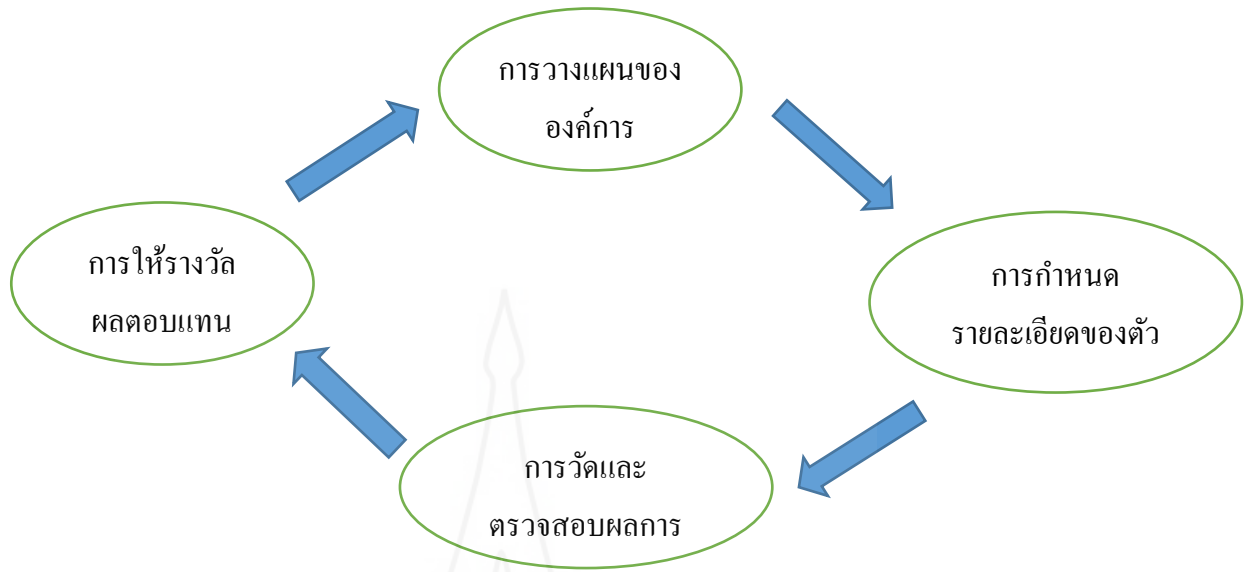 การวางแผนของ
องค์การ
การกำหนด
รายละเอียดของตัว
การวัดและ
ตรวจสอบผลการ
การให้รางวัล
ผลตอบแทน